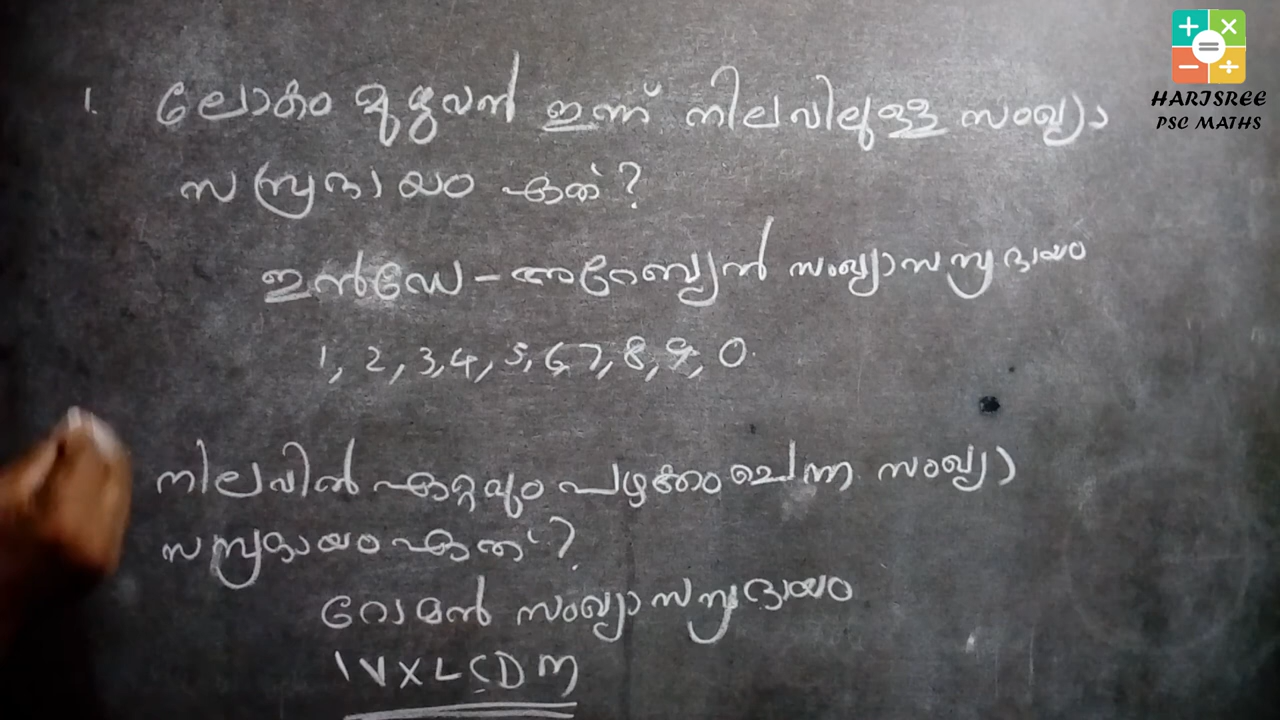 1. ലോകം മുഴുവൻ ഇന്ന് നിലവിലുള്ള സംഖ്യാ
സമ്പ്രദായം ഏത്?
ഇൻഡോ-അറേബ്യൻ സംഖ്യാസമ്പ്രദായം
1, 2, 3, 4, 5, 6, 7, 8, 9, 0.
നിലവിൽ ഏറ്റവും പഴക്കം ചെന്ന സംഖ്യാ
സമ്പ്രദായം ഏത്?
റോമൻ സംഖ്യാസമ്പ്രദായം
I V X L C D M
HARISREE
PSC MATHS